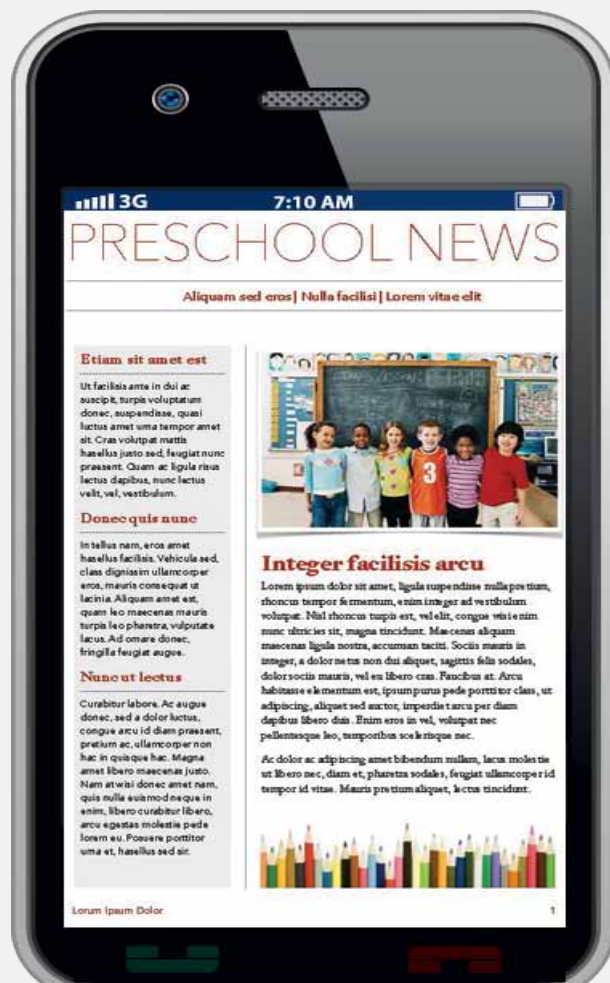 3G 7:10 AM
PRESCHOOL NEWS
Aliquam sed eros| Nulla facilisi| Lorem vitae elit
Etiam sit amet est
Ut facilisis ante in dui ac
suscipit, turpis voluptatum
donec, suspendisse, quasi
luctus amet urna tempor amet
sit. Cras volutpat mattis
hasellus justo sed, feugiat nunc
praesent. Quam ac ligula risus
lectus dapibus, nunc lectus
velit, vel, vestibulum.
Donec quis nunc
In tellus nam, eros amet
hasellus facilisis. Vehicula sed,
class dignissim ullamcorper
eros, mauris consequat ut
lacinia. Aliquam amet est,
quam leo maecenas mauris
turpis leo pharetra, vulputate
lacus. Ad ornare donec,
fringilla feugiat augue.
Nunc ut lectus
Curabitur labore. Ac augue
donec, sed a dolor luctus,
congue arcu id diam praesent,
pretium ac, ullamcorper non
hac in quisque hac. Magna
amet libero maecenas justo.
Nam at wisi donec amet nam,
quis nulla euismod neque in
enim, libero curabitur libero,
arcu egestas molestie pede
lorem eu. Posuere porttitor
urna et, hasellus sed sir.
3
Integer facilisis arcu
Lorem ipsum dolor sit amet, ligula suspendisse nulla pretium,
rhoncus tempor fermentum, enim integer ad vestibulum
volutpat. Nisl rhoncus turpis est, vel elit, congue wisi enim
nunc ultricies sit, magna tincidunt. Maecenas aliquam
maecenas ligula nostra, accumsan taciti. Sociis mauris in
integer, a dolor netus non dui aliquet, sagittis felis sodales,
dolor sociis mauris, vel eu libero cras. Faucibus at. Arcu
habitasse elementum est, ipsum purus pede porttitor class, ut
adipiscing, aliquet sed auctor, imperdiet arcu per diam
dapibus libero duis. Enim eros in vel, volutpat nec
pellentesque leo, temporibus scelerisque nec.
Ac dolor ac adipiscing amet bibendum nullam, lacus molestie
ut libero nec, diam et, pharetra sodales, feugiat ullamcorper id
tempor id vitae. Mauris pretium aliquet, lectus tincidunt.
Lorum Ipsum Dolor 1